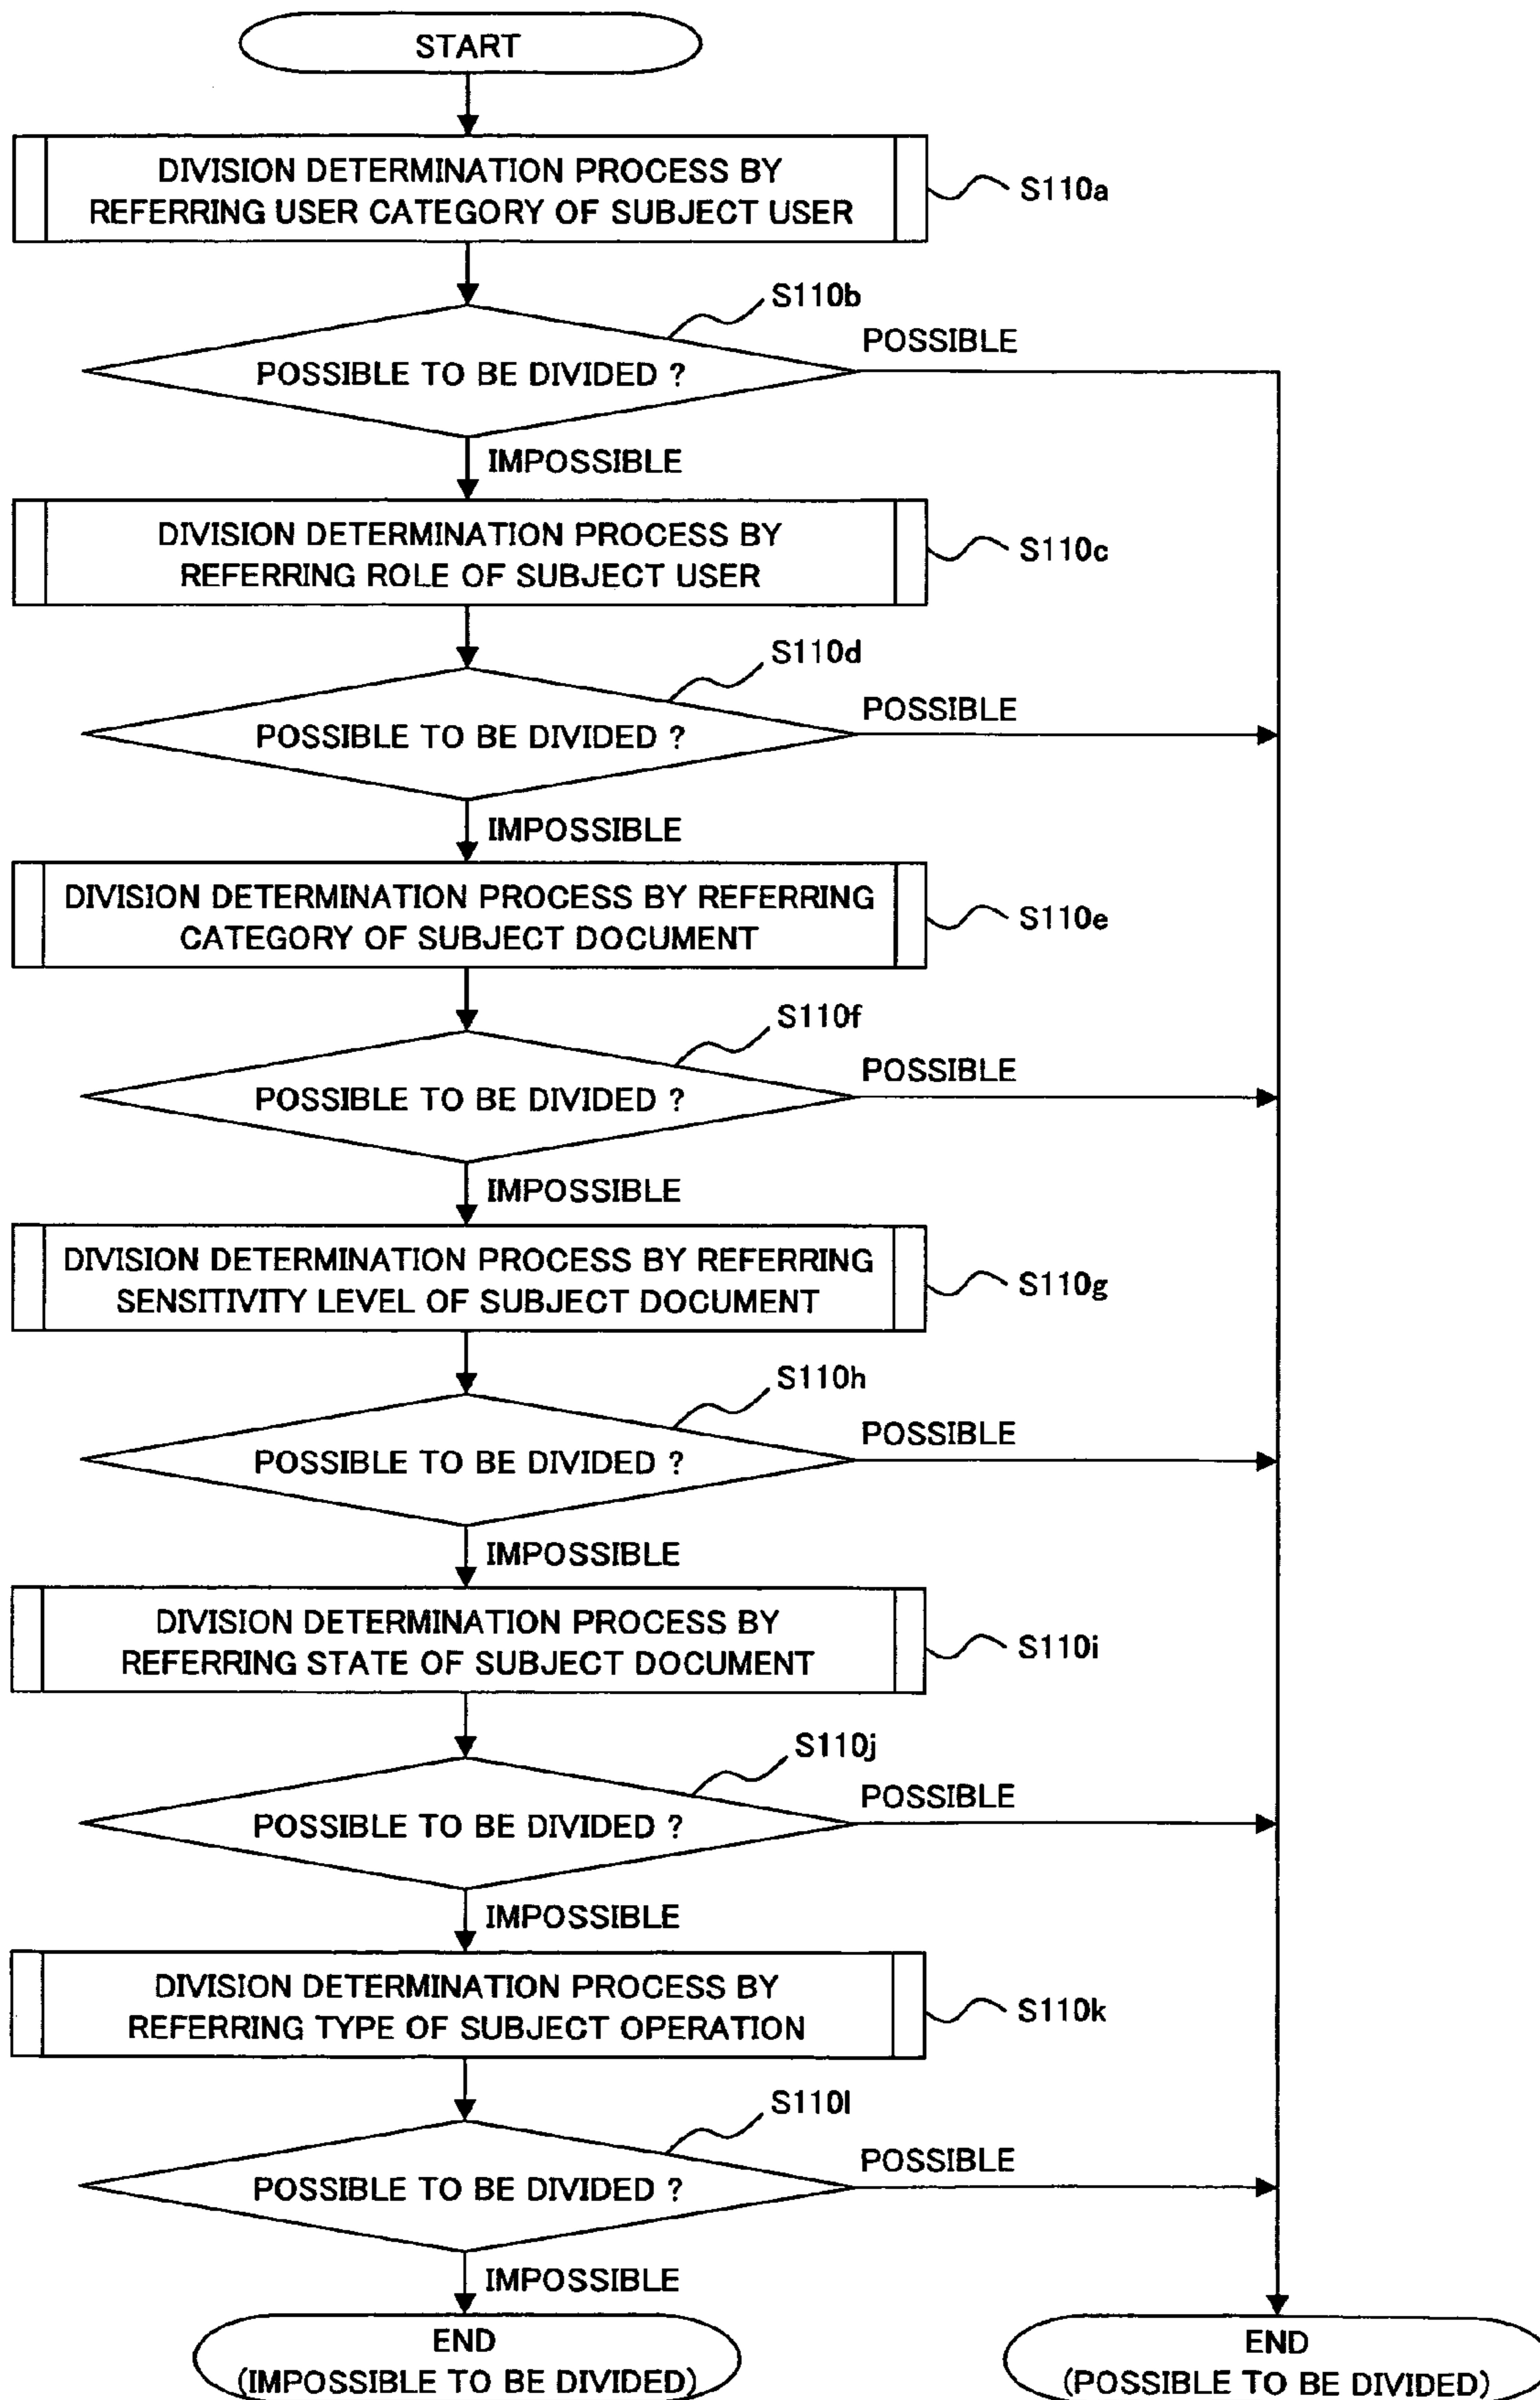 START
DIVISION DETERMINATION PROCESS BY
REFERRING USER CATEGORY OF SUBJECT USER
S110a
S110b
POSSIBLE
POSSIBLE TO BE DIVIDED ?
IMPOSSIBLE
DIVISION DETERMINATION PROCESS BY
REFERRING ROLE OF SUBJECT USER
S110c
S110d
POSSIBLE
POSSIBLE TO BE DIVIDED ?
IMPOSSIBLE
DIVISION DETERMINATION PROCESS BY REFERRING
CATEGORY OF SUBJECT DOCUMENT
S110e
S110f
POSSIBLE
POSSIBLE TO BE DIVIDED ?
IMPOSSIBLE
DIVISION DETERMINATION PROCESS BY REFERRING
SENSITIVITY LEVEL OF SUBJECT DOCUMENT
S110g
S110h
POSSIBLE
POSSIBLE TO BE DIVIDED ?
IMPOSSIBLE
DIVISION DETERMINATION PROCESS BY
REFERRING STATE OF SUBJECT DOCUMENT
S110i
S110j
POSSIBLE
POSSIBLE TO BE DIVIDED ?
IMPOSSIBLE
DIVISION DETERMINATION PROCESS BY
REFERRING TYPE OF SUBJECT OPERATION
S110k
S110l
POSSIBLE
POSSIBLE TO BE DIVIDED ?
IMPOSSIBLE
END
(IMPOSSIBLE TO BE DIVIDED)
END
(POSSIBLE TO BE DIVIDED)